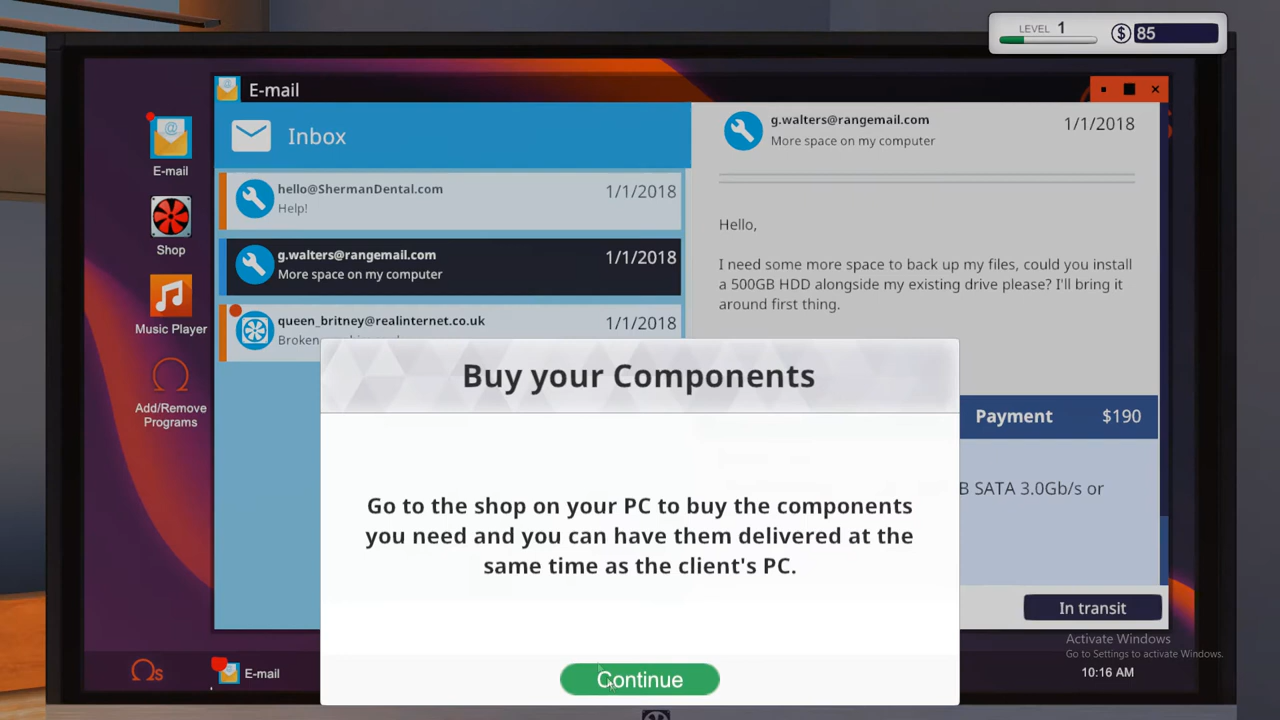 LEVEL 1
$ 85
E-mail
Inbox
g.walters@rangemail.com
More space on my computer
1/1/2018
hello@ShermanDental.com
Help!
1/1/2018
g.walters@rangemail.com
More space on my computer
1/1/2018
queen_britney@realinternet.co.uk
1/1/2018
Hello,
I need some more space to back up my files, could you install
a 500GB HDD alongside my existing drive please? I'll bring it
around first thing.
Payment $190
B SATA 3.0Gb/s or
In transit
E-mail
Shop
Music Player
Add/Remove
Programs
Buy your Components
Go to the shop on your PC to buy the components
you need and you can have them delivered at the
same time as the client's PC.
Continue
Activate Windows
Go to Settings to activate Windows.
Ωs
E-mail
10:16 AM